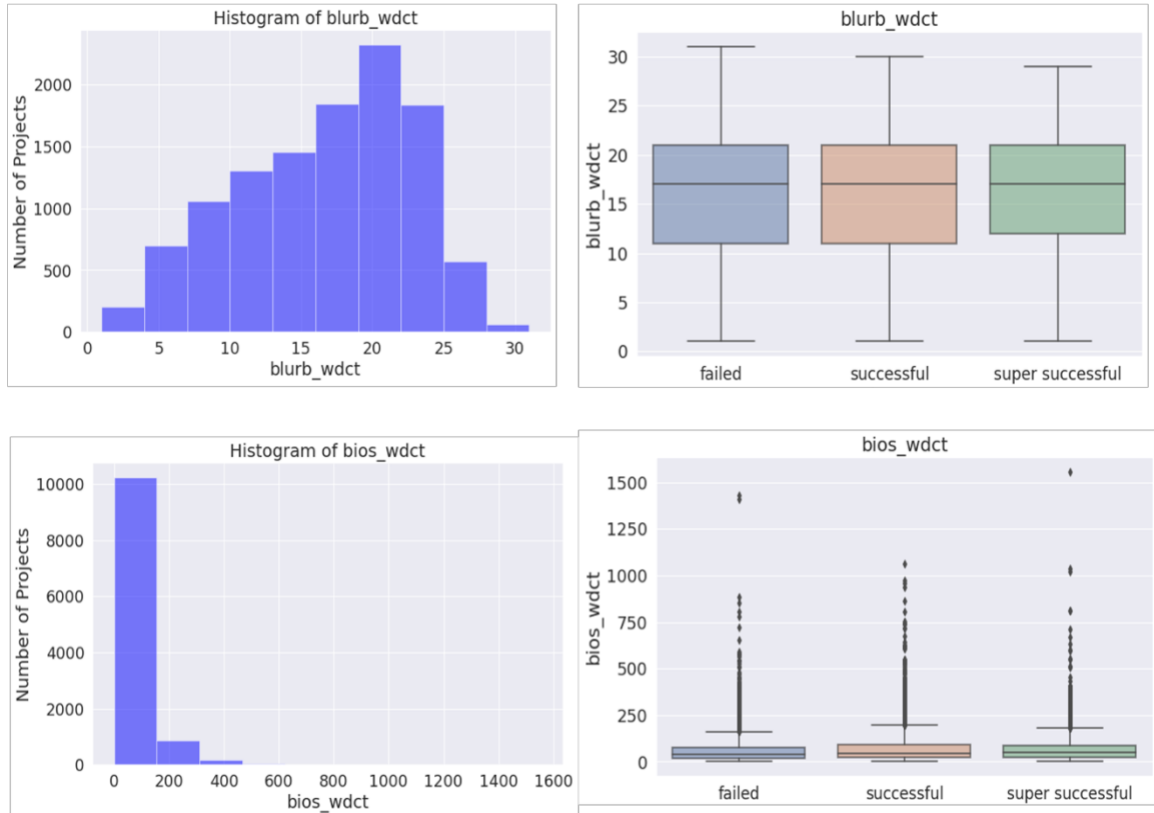 Histogram of blurb_wdct
Number of Projects
2000
1500
1000
500
0
0 5 10 15 20 25 30
blurb_wdct
blurb_wdct
blurb_wdct
30
25
20
15
10
5
0
failed successful super successful
Histogram of bios_wdct
Number of Projects
10000
8000
6000
4000
2000
0
0 200 400 600 800 1000 1200 1400 1600
bios_wdct
bios_wdct
bios_wdct
1500
1250
1000
750
500
250
0
failed successful super successful